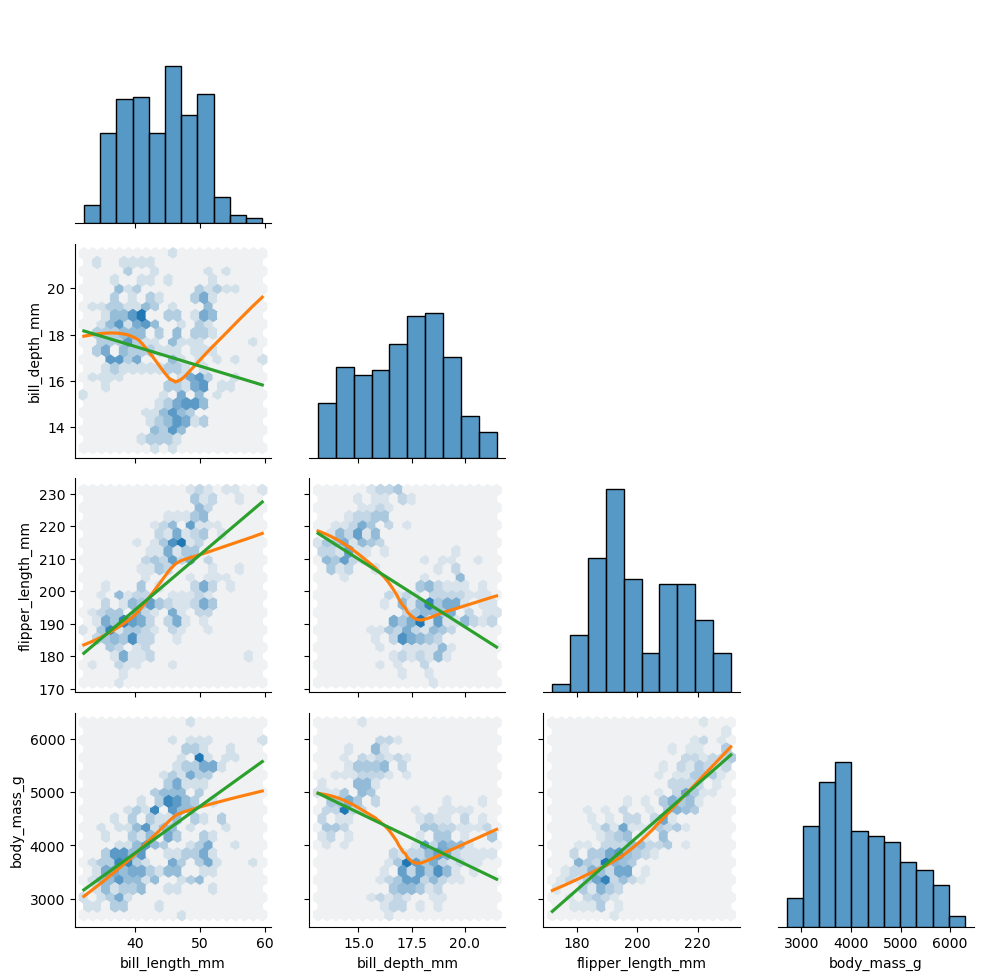 bill_depth_mm
20
18
16
14
flipper_length_mm
230
220
210
200
190
180
170
body_mass_g
6000
5000
4000
3000
40 50 60
bill_length_mm
15.0 17.5 20.0
bill_depth_mm
180 200 220
flipper_length_mm
3000 4000 5000 6000
body_mass_g